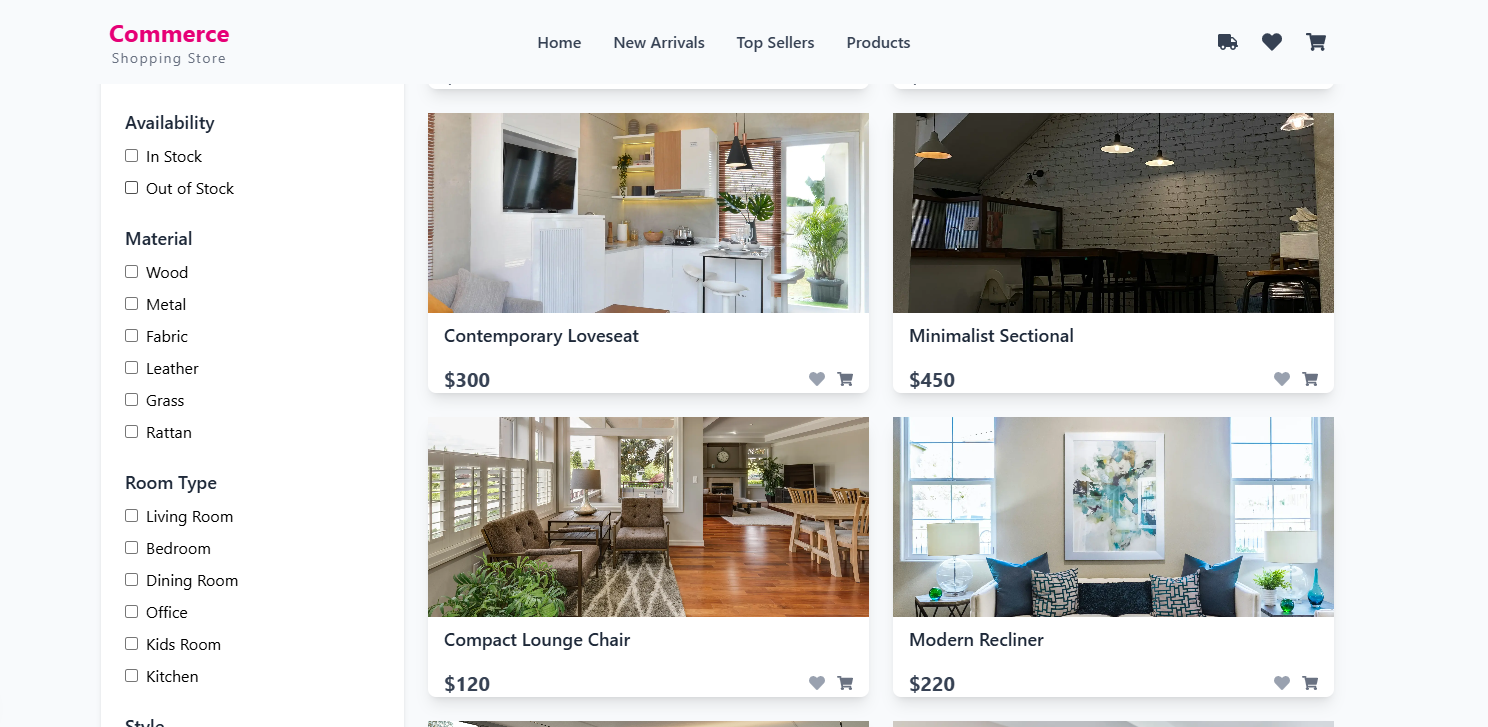 Commerce
Shopping Store
Home
New Arrivals
Top Sellers
Products
Availability
In Stock
Out of Stock
Material
Wood
Metal
Fabric
Leather
Grass
Rattan
Room Type
Living Room
Bedroom
Dining Room
Office
Kids Room
Kitchen
Style
Contemporary Loveseat
$300
Minimalist Sectional
$450
Compact Lounge Chair
$120
Modern Recliner
$220